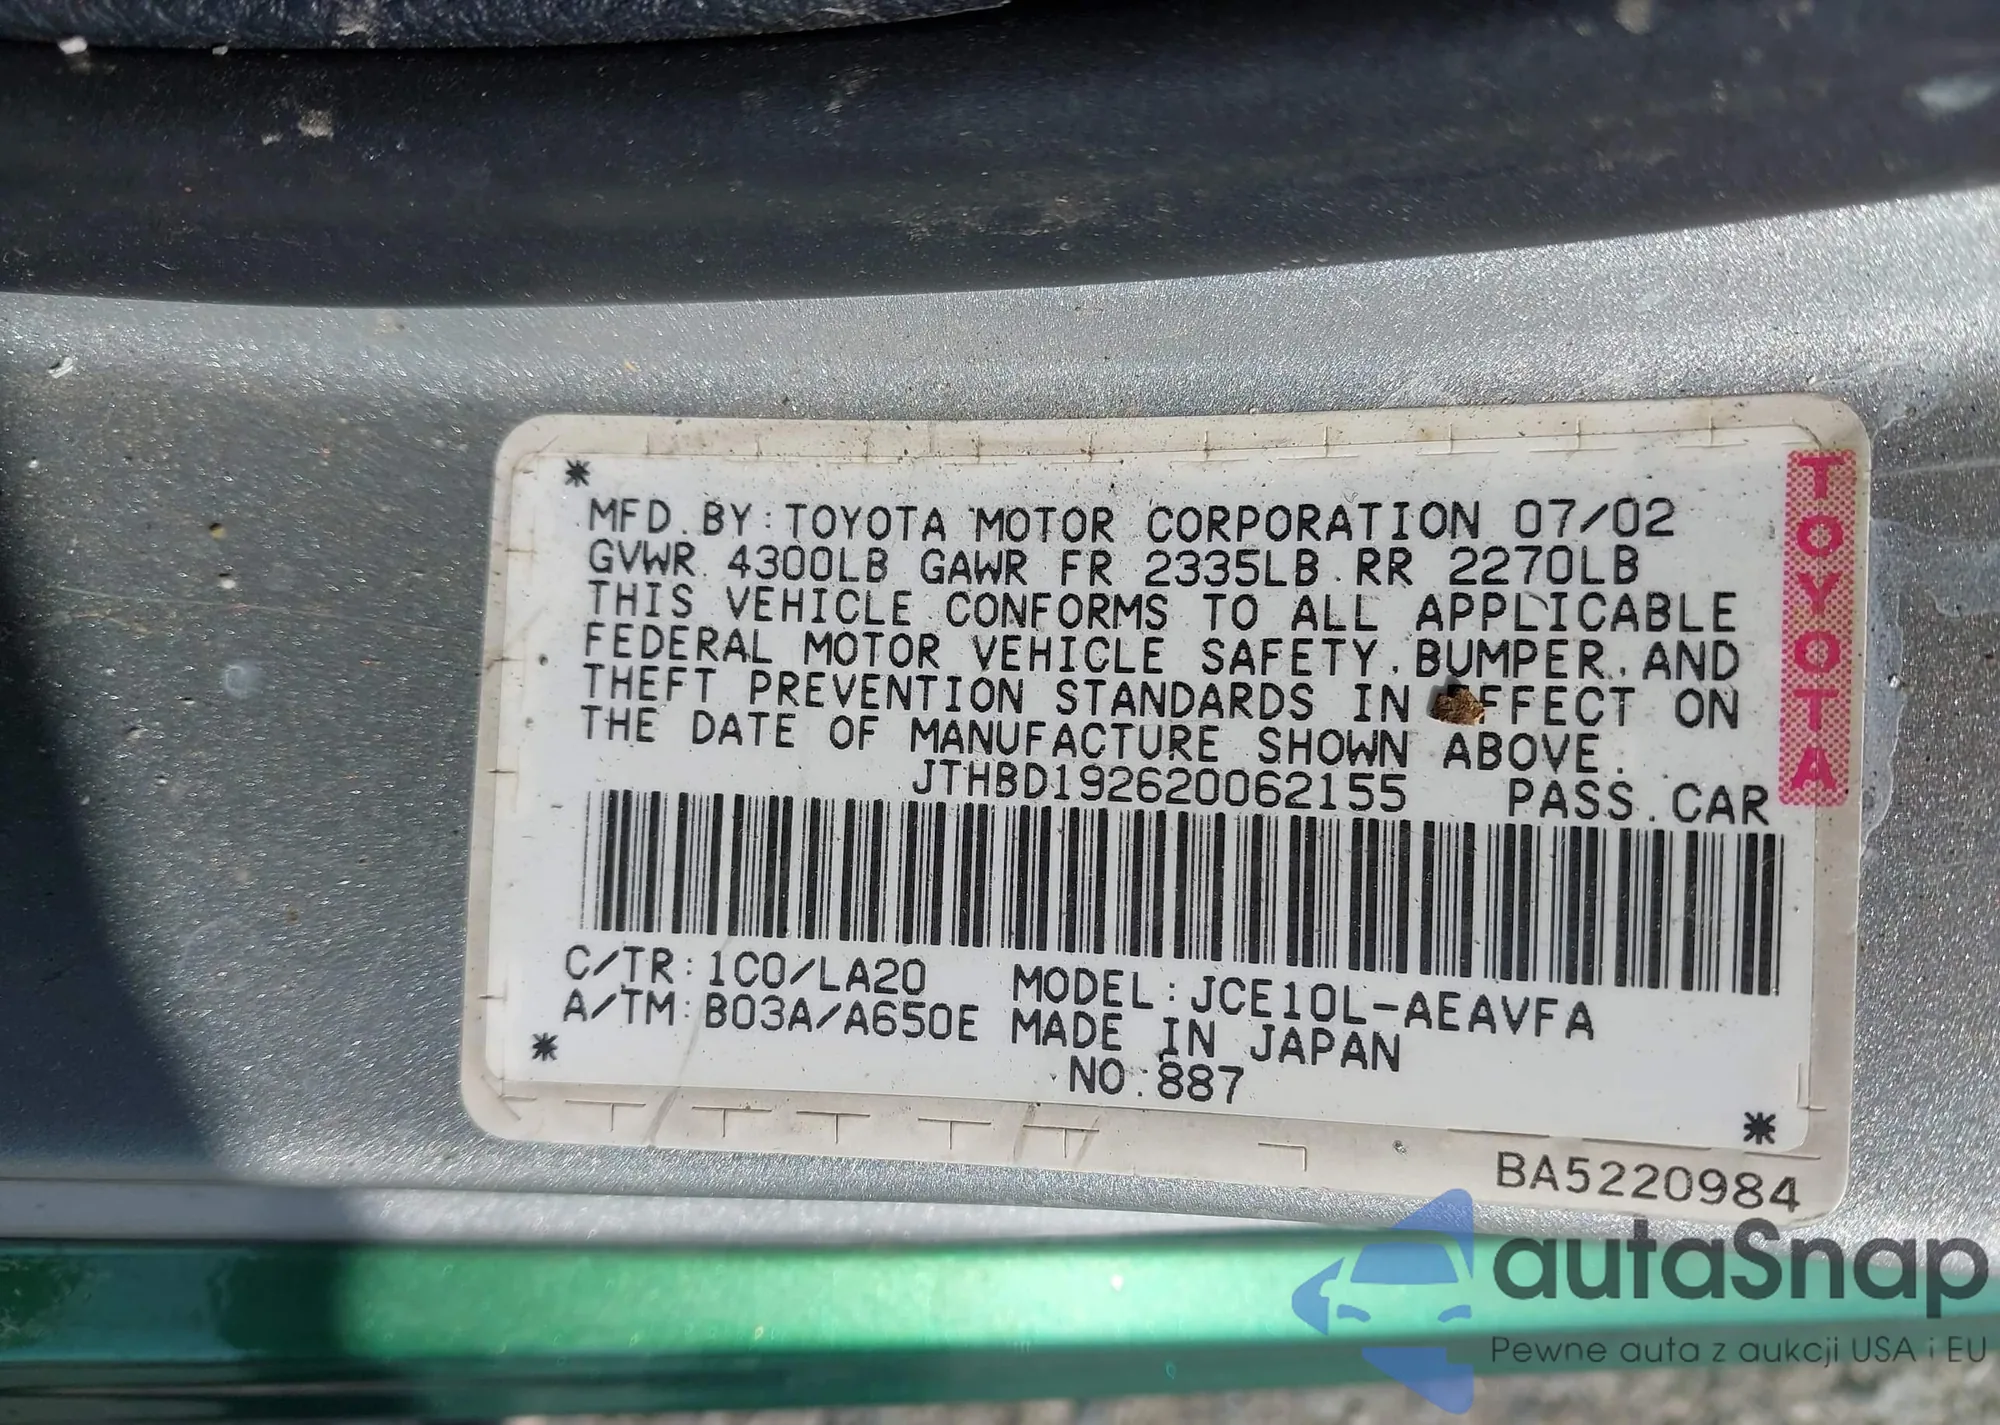 *
MFD. BY: TOYOTA MOTOR CORPORATION 07/02
GVWR 4300LB GAWR FR 2335LB RR 2270LB
THIS VEHICLE CONFORMS TO ALL APPLICABLE
FEDERAL MOTOR VEHICLE SAFETY, BUMPER, AND
THEFT PREVENTION STANDARDS IN EFFECT ON
THE DATE OF MANUFACTURE SHOWN ABOVE.
JTHBD192620062155 PASS. CAR
TOYOTA
C/TR: 1C0/LA20 MODEL: JCE10L-AEAVFA
A/TM: B03A/A650E MADE IN JAPAN
* NO. 887
*
BA5220984
autaSnap
Pewne auta z aukcji USA i EU